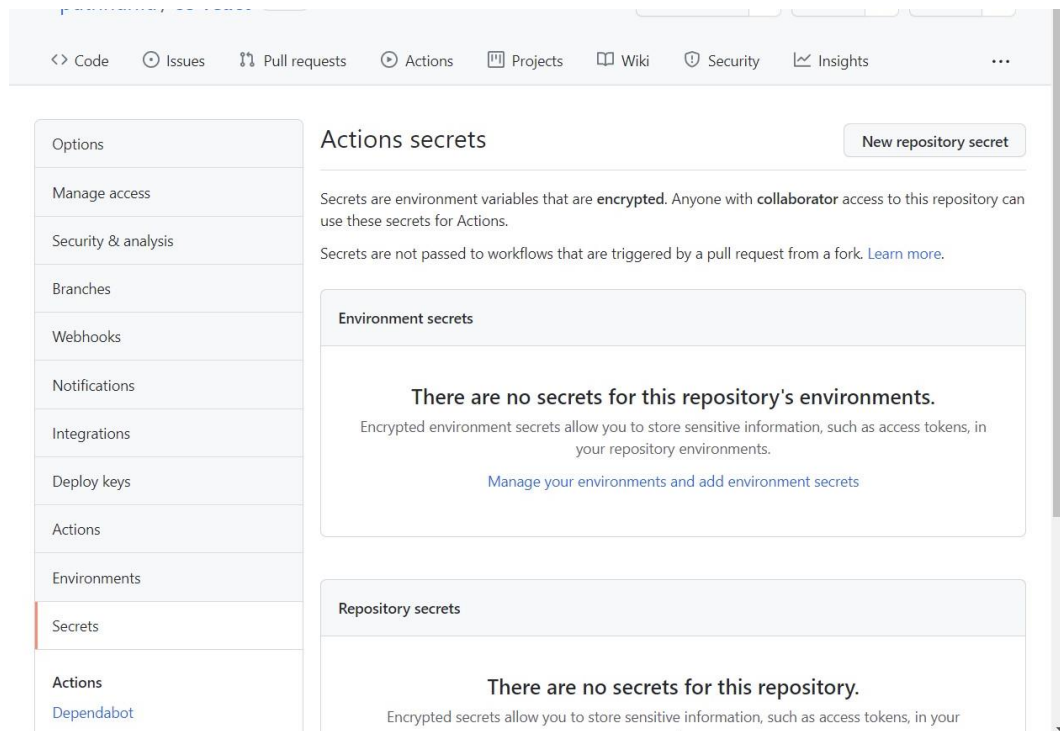 Code
Issues
Pull requests
Actions
Projects
Wiki
Security
Insights
Options
Manage access
Security & analysis
Branches
Webhooks
Notifications
Integrations
Deploy keys
Actions
Environments
Secrets
Actions
Dependabot
Actions secrets
New repository secret
Secrets are environment variables that are encrypted. Anyone with collaborator access to this repository can
use these secrets for Actions.
Secrets are not passed to workflows that are triggered by a pull request from a fork. Learn more.
Environment secrets
There are no secrets for this repository's environments.
Encrypted environment secrets allow you to store sensitive information, such as access tokens, in
your repository environments.
Manage your environments and add environment secrets
Repository secrets
There are no secrets for this repository.
Encrypted secrets allow you to store sensitive information, such as access tokens, in your